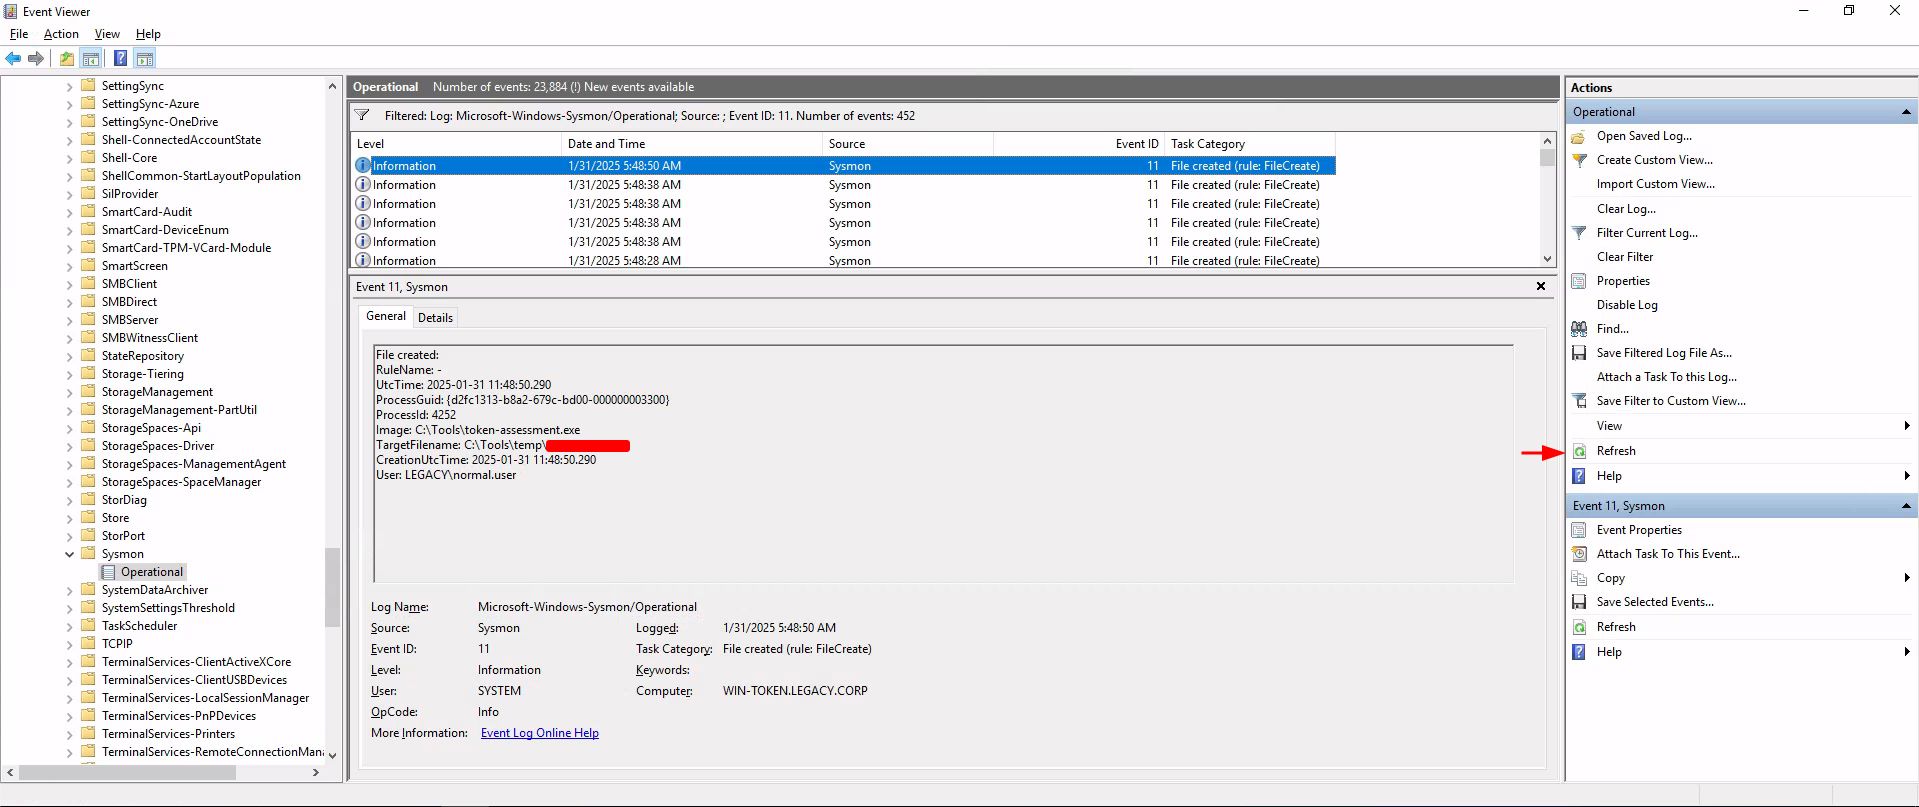 Event Viewer
File Action View Help
SettingSync
SettingSync-Azure
SettingSync-OneDrive
Shell-ConnectedAccountState
Shell-Core
ShellCommon-StartLayoutPopulation
SilProvider
SmartCard-Audit
SmartCard-DeviceEnum
SmartCard-TPM-VCard-Module
SmartScreen
SMBClient
SMBDirect
SMBServer
SMBWitnessClient
StateRepository
Storage-Tiering
StorageManagement
StorageManagement-PartUtil
StorageSpaces-Api
StorageSpaces-Driver
StorageSpaces-ManagementAgent
StorageSpaces-SpaceManager
StorDiag
Store
StorPort
Sysmon
Operational
SystemDataArchiver
SystemSettingsThreshold
TaskScheduler
TCPIP
TerminalServices-ClientActiveXCore
TerminalServices-ClientUSBDevices
TerminalServices-LocalSessionManager
TerminalServices-PnPDevices
TerminalServices-Printers
TerminalServices-RemoteConnectionMana
Operational Number of events: 23,884 (!) New events available
Filtered: Log: Microsoft-Windows-Sysmon/Operational; Source: ; Event ID: 11. Number of events: 452
Level Date and Time Source Event ID Task Category
Information 1/31/2025 5:48:50 AM Sysmon 11 File created (rule: FileCreate)
Information 1/31/2025 5:48:38 AM Sysmon 11 File created (rule: FileCreate)
Information 1/31/2025 5:48:38 AM Sysmon 11 File created (rule: FileCreate)
Information 1/31/2025 5:48:38 AM Sysmon 11 File created (rule: FileCreate)
Information 1/31/2025 5:48:38 AM Sysmon 11 File created (rule: FileCreate)
Information 1/31/2025 5:48:28 AM Sysmon 11 File created (rule: FileCreate)
Event 11, Sysmon
General Details
File created:
RuleName: -
UtcTime: 2025-01-31 11:48:50.290
ProcessGuid: {d2fc1313-b8a2-679c-bd00-000000003300}
ProcessId: 4252
Image: C:\Tools\token-assessment.exe
TargetFilename: C:\Tools\temp\
CreationUtcTime: 2025-01-31 11:48:50.290
User: LEGACY\normal.user
Log Name: Microsoft-Windows-Sysmon/Operational
Source: Sysmon Logged: 1/31/2025 5:48:50 AM
Event ID: 11 Task Category: File created (rule: FileCreate)
Level: Information Keywords:
User: SYSTEM Computer: WIN-TOKEN.LEGACY.CORP
OpCode: Info
More Information: Event Log Online Help
Actions
Operational
Open Saved Log...
Create Custom View...
Import Custom View...
Clear Log...
Filter Current Log...
Clear Filter
Properties
Disable Log
Find...
Save Filtered Log File As...
Attach a Task To this Log...
Save Filter to Custom View...
View
Refresh
Help
Event 11, Sysmon
Event Properties
Attach Task To This Event...
Copy
Save Selected Events...
Refresh
Help